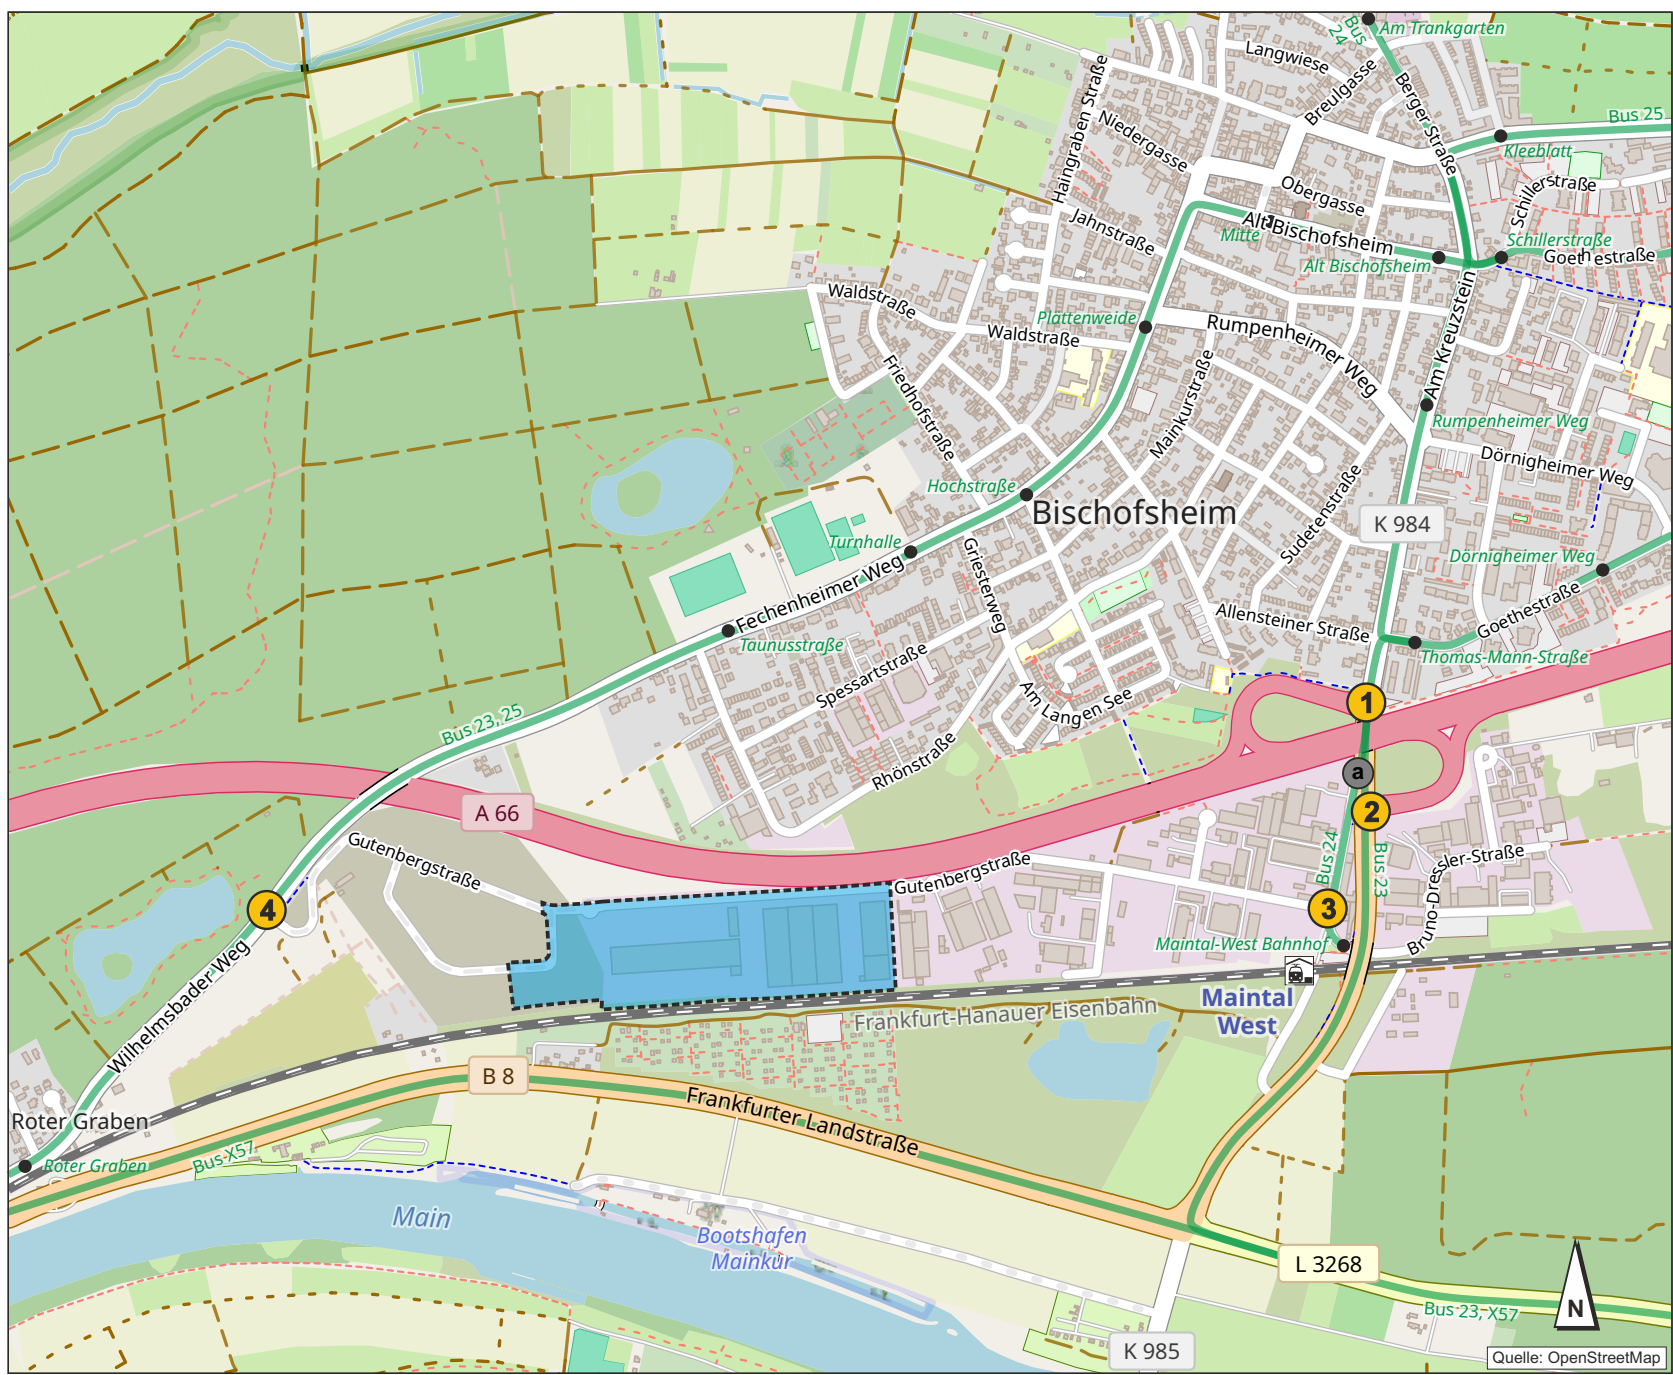 Bus
24
Am Trankgarten
Langwiese
Breulgasse
Berger Straße
Bus 25
Kleeblatt
Haingraben Straße
Niedergasse
Obergasse
Schillerstraße
Jahnstraße
Mitte
Alt Bischofsheim
Schillerstraße
Alt Bischofsheim
Goethestraße
Waldstraße
Plattenweide
Waldstraße
Rumpenheimer Weg
Am Kreuzstein
Friedhofstraße
Mainkurstraße
Rumpenheimer Weg
Dörnigheimer Weg
Hochstraße
Bischofsheim
Sudetenstraße
K 984
Turnhalle
Fechenheimer Weg
Griesterweg
Dörnigheimer Weg
Taunusstraße
Allensteiner Straße
Goethestraße
Thomas-Mann-Straße
Spessartstraße
Am Langen See
Bus 23, 25
1
Rhönstraße
a
A 66
2
Gutenbergstraße
Gutenbergstraße
Bus 24
Bus 23
Bruno-Dressler-Straße
4
3
Wilhelmsbader Weg
Maintal-West Bahnhof
Maintal
West
Frankfurt-Hanauer Eisenbahn
B 8
Frankfurter Landstraße
Roter Graben
Roter Graben
Bus X57
Main
Bootshafen
Mainkur
L 3268
Bus 23, X57
N
K 985
Quelle: OpenStreetMap